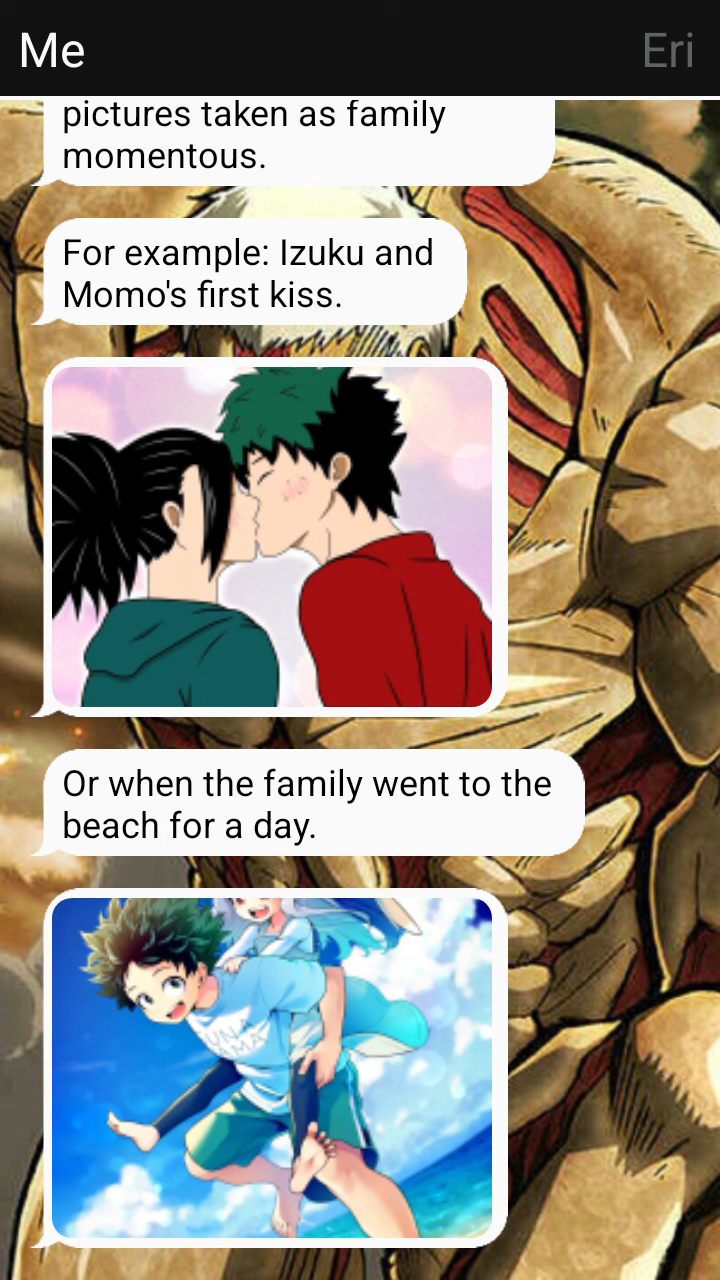 Me
Eri
pictures taken as family
momentous.
For example: Izuku and
Momo's first kiss.
Or when the family went to the
beach for a day.